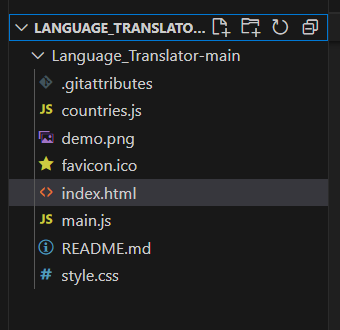 LANGUAGE_TRANSLATO...
Language_Translator-main
.gitattributes
JS countries.js
demo.png
favicon.ico
<> index.html
JS main.js
README.md
# style.css